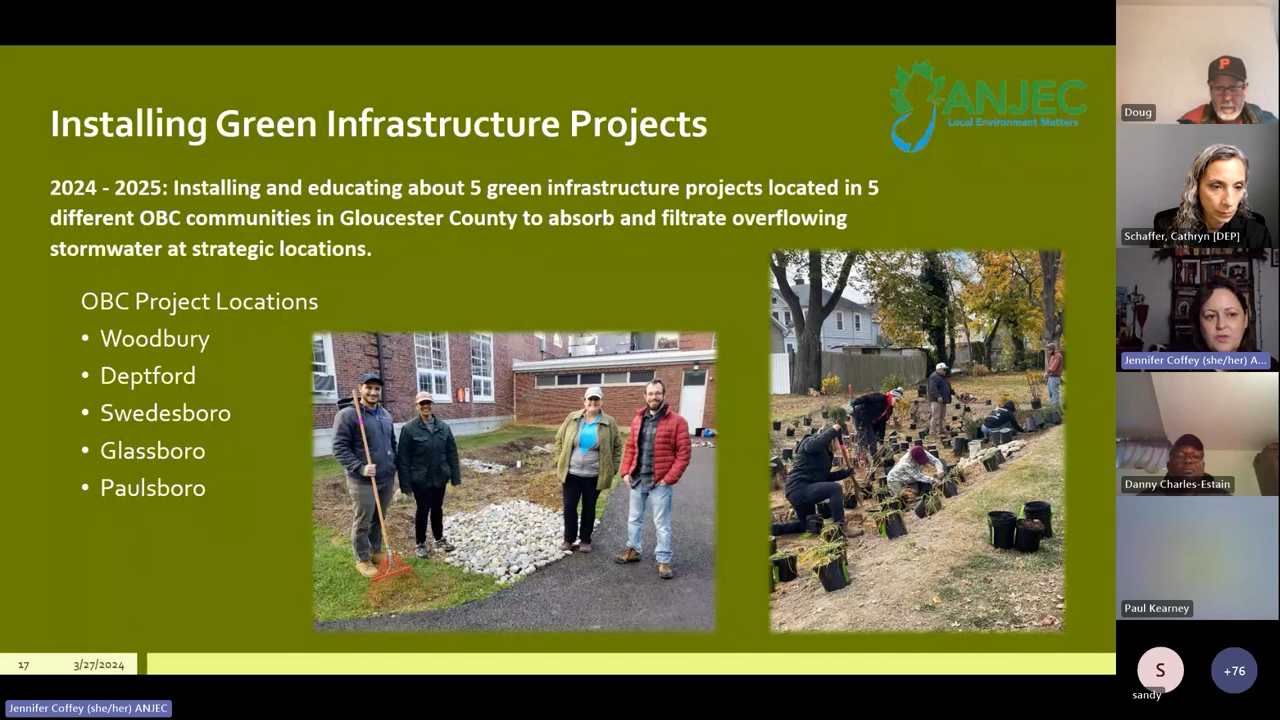 ANJEC
Local Environment Matters
Installing Green Infrastructure Projects
2024 - 2025: Installing and educating about 5 green infrastructure projects located in 5
different OBC communities in Gloucester County to absorb and filtrate overflowing
stormwater at strategic locations.
OBC Project Locations
• Woodbury
• Deptford
• Swedesboro
• Glassboro
• Paulsboro
17 3/27/2024
Jennifer Coffey (she/her) ANJEC
P
Doug
Schaffer, Cathryn [DEP]
Jennifer Coffey (she/her) A...
Danny Charles-Estain
Paul Kearney
S
sandy
+76